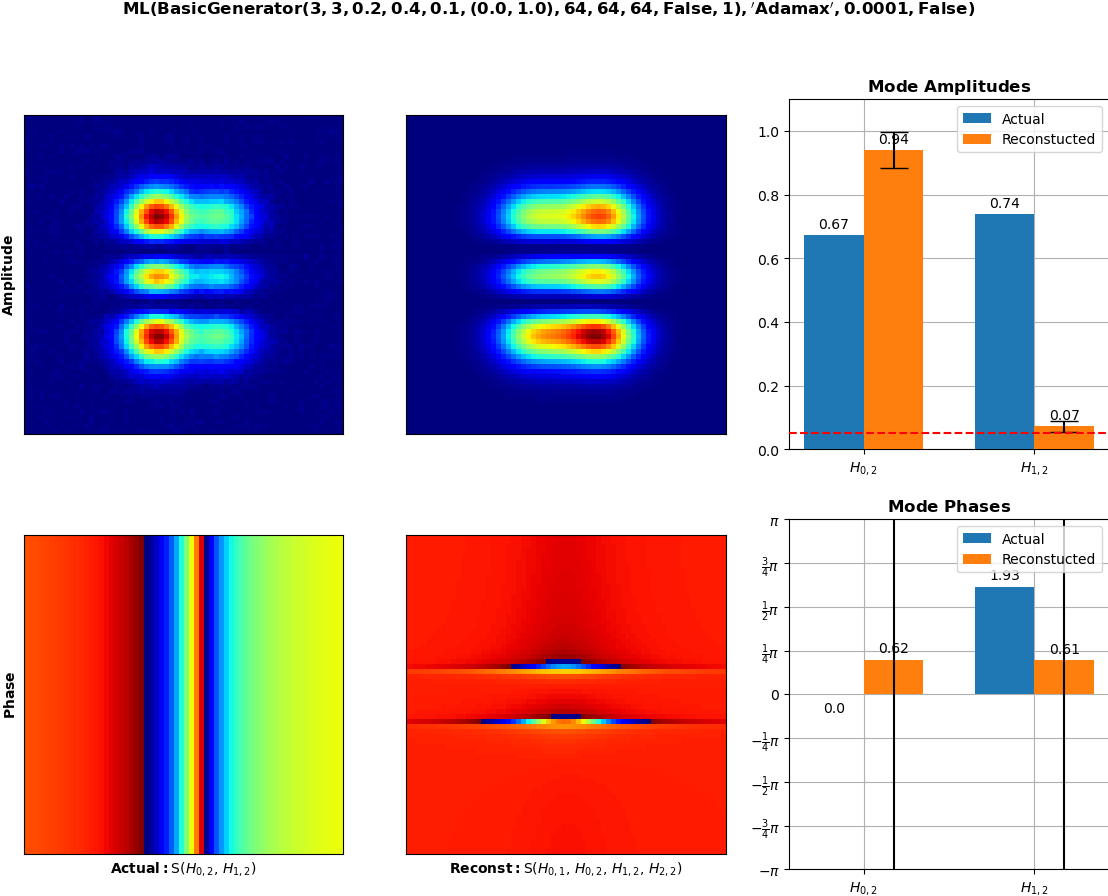 ML(BasicGenerator(3, 3, 0.2, 0.4, 0.1, (0.0, 1.0), 64, 64, 64, False, 1), ′Adamax′, 0.0001, False)
Amplitude
Mode Amplitudes
Actual
Reconstucted
1.0
0.8
0.6
0.4
0.2
0.0
0.67
0.94
0.74
0.07
H0,2
H1,2
Phase
Actual: S(H0,2, H1,2)
Reconst: S(H0,1, H0,2, H1,2, H2,2)
Mode Phases
Actual
Reconstucted
π
3/4π
1/2π
1/4π
0
−1/4π
−1/2π
−3/4π
−π
0.0
0.62
1.93
0.61
H0,2
H1,2